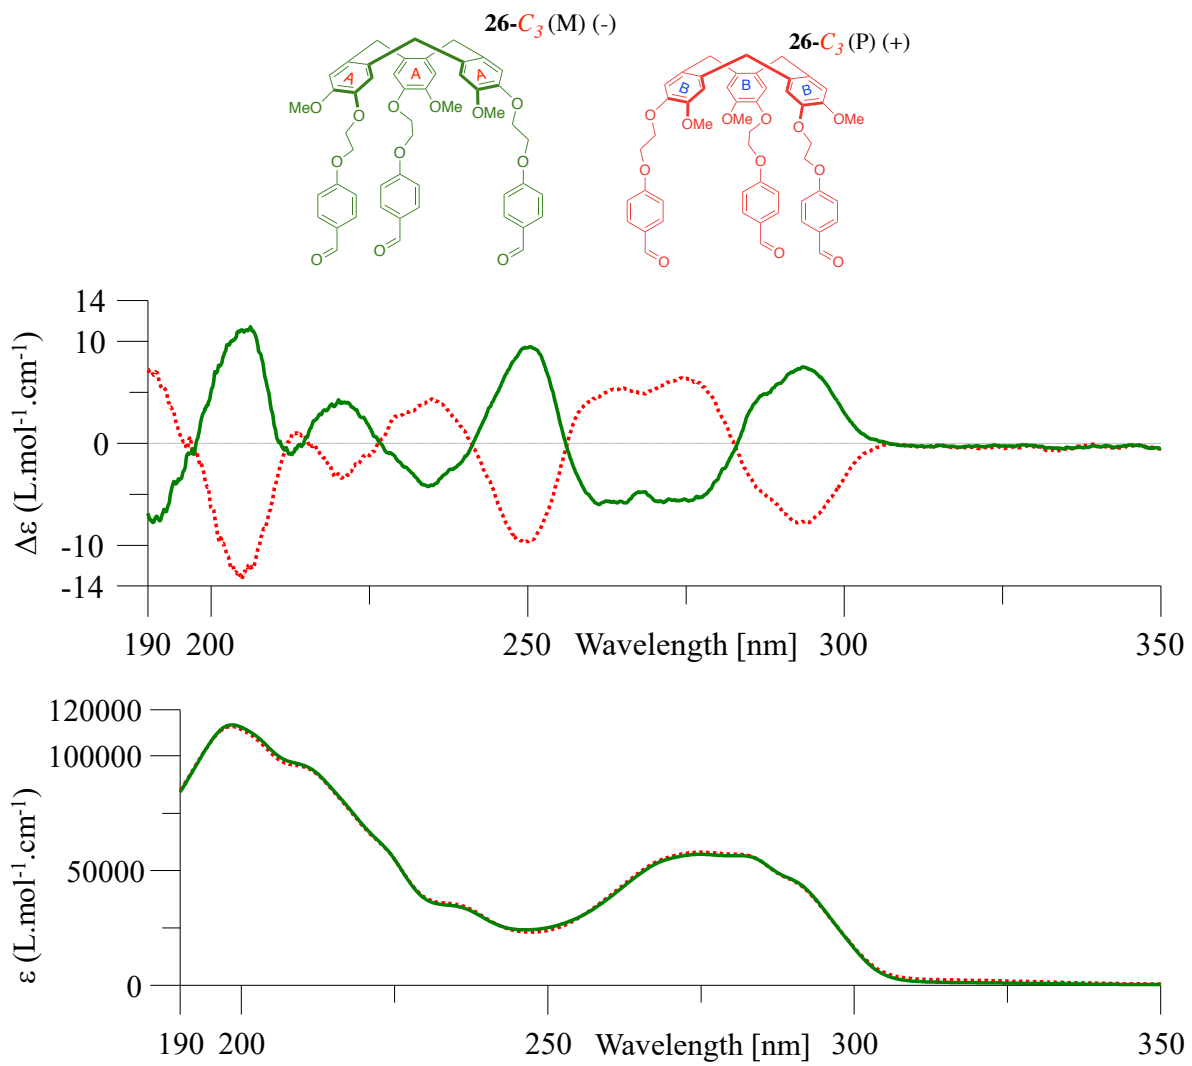 26-C3 (M) (-)
26-C3 (P) (+)
A A A
MeO OMe OMe
O O O
O O O
O O O
B B B
O OMe OMe O O OMe
O O O
O O O
14
10
0
-10
-14
Δε (L.mol-1.cm-1)
190 200 250 Wavelength [nm] 300 350
120000
100000
50000
0
ε (L.mol-1.cm-1)
190 200 250 Wavelength [nm] 300 350